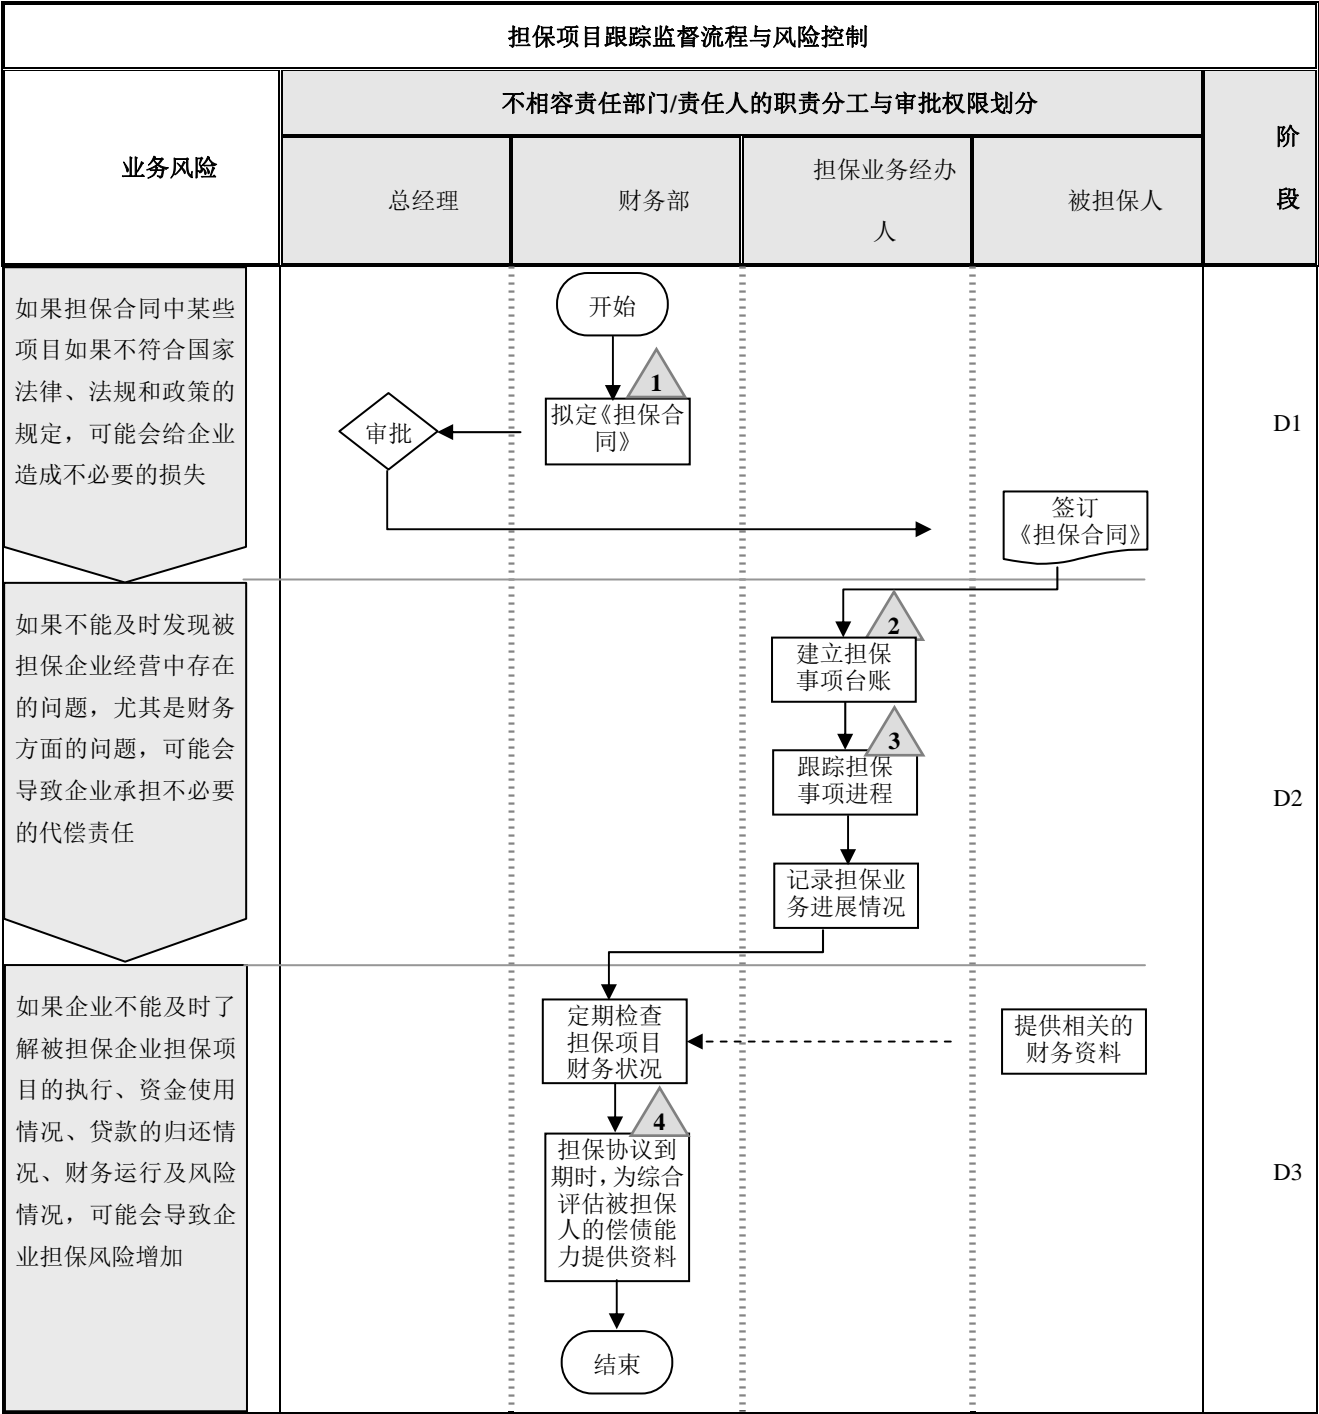 担保项目跟踪监督流程与风险控制
业务风险
不相容责任部门/责任人的职责分工与审批权限划分
阶
段
总经理
财务部
担保业务经办
人
被担保人
如果担保合同中某些
项目如果不符合国家
法律、法规和政策的
规定，可能会给企业
造成不必要的损失
开始
1
拟定《担保合
同》
审批
签订
《担保合同》
D1
如果不能及时发现被
担保企业经营中存在
的问题，尤其是财务
方面的问题，可能会
导致企业承担不必要
的代偿责任
2
建立担保
事项台账
3
跟踪担保
事项进程
记录担保业
务进展情况
D2
如果企业不能及时了
解被担保企业担保项
目的执行、资金使用
情况、贷款的归还情
况、财务运行及风险
情况，可能会导致企
业担保风险增加
定期检查
担保项目
财务状况
提供相关的
财务资料
4
担保协议到
期时，为综合
评估被担保
人的偿债能
力提供资料
结束
D3